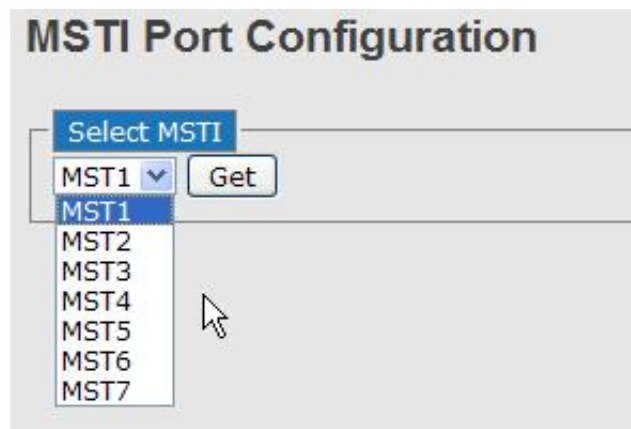 MSTI Port Configuration
Select MSTI
MST1 Get
MST1
MST2
MST3
MST4
MST5
MST6
MST7